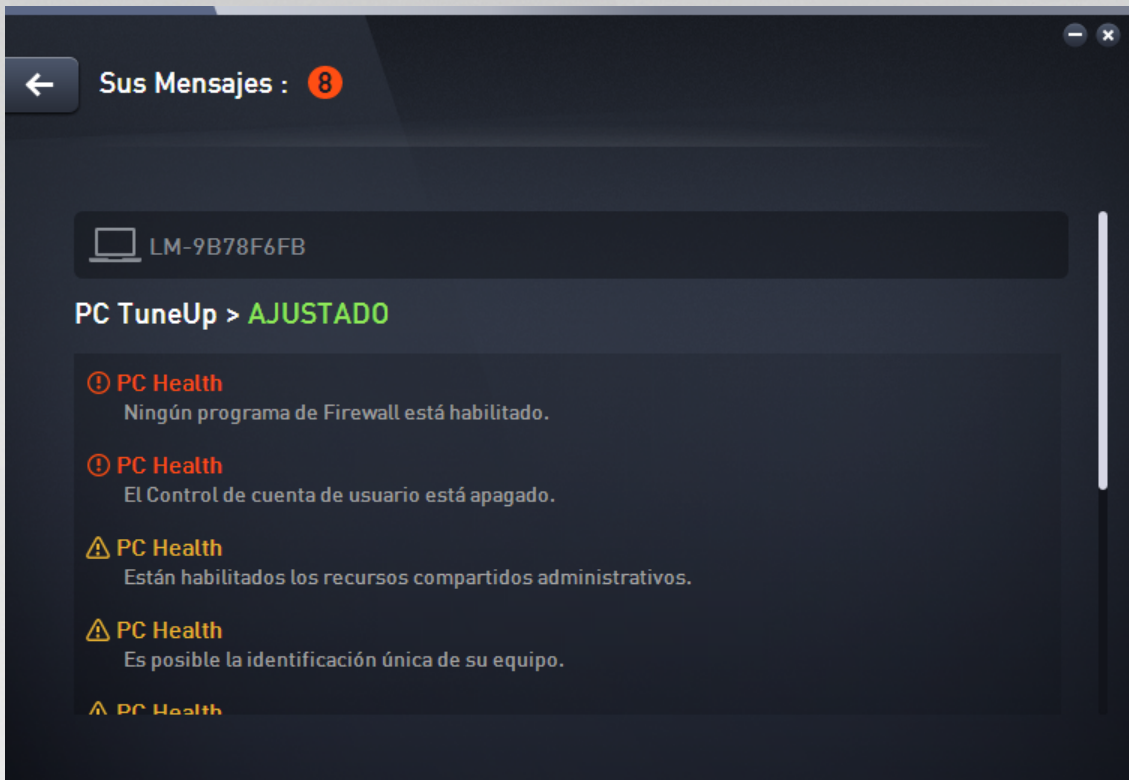 Sus Mensajes : 8
LM-9B78F6FB
PC TuneUp > AJUSTADO
PC Health
Ningún programa de Firewall está habilitado.
PC Health
El Control de cuenta de usuario está apagado.
PC Health
Están habilitados los recursos compartidos administrativos.
PC Health
Es posible la identificación única de su equipo.
PC Health